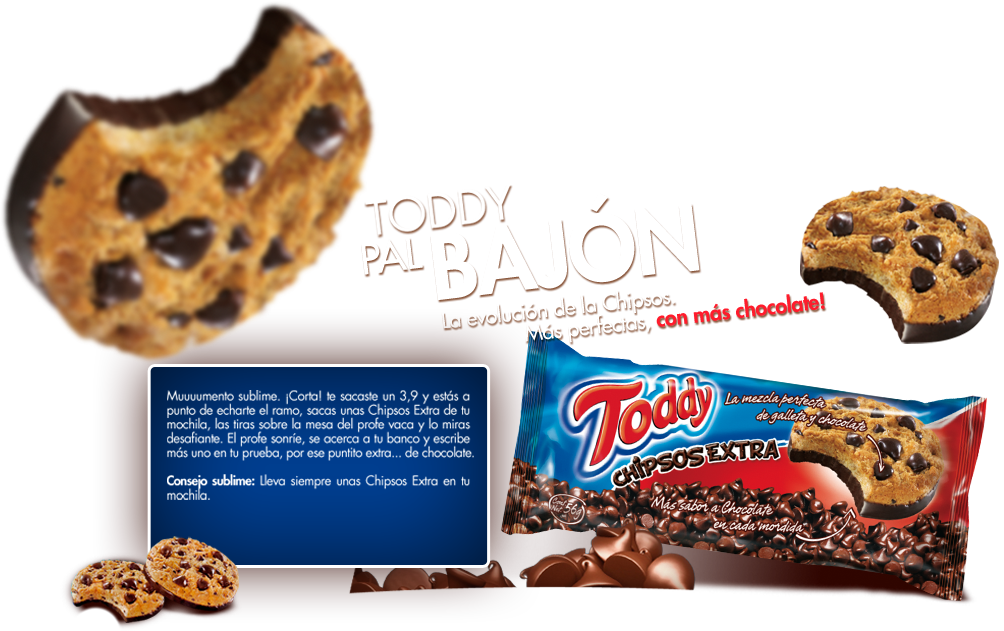 TODDY
PAL BAJÓN
La evolución de la Chipsos.
Más perfectas, con más chocolate!
Muuuumento sublime. ¡Corta! te sacaste un 3,9 y estás a
punto de echarte el ramo, sacas unas Chipsos Extra de tu
mochila, las tiras sobre la mesa del profe vaca y lo miras
desafiante. El profe sonríe, se acerca a tu banco y escribe
más uno en tu prueba, por ese puntito extra... de chocolate.
Consejo sublime: Lleva siempre unas Chipsos Extra en tu
mochila.
Toddy
CHIPSOS EXTRA
La mezcla perfecta
de galleta y chocolate
Más sabor a Chocolate
en cada mordida
Cont.
Net. 56g